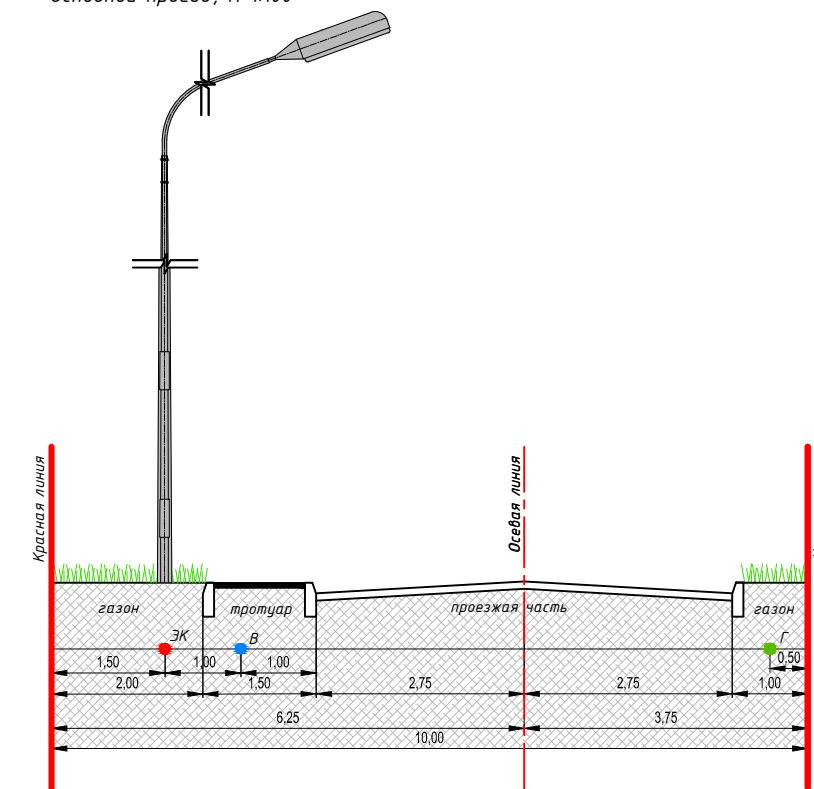 Красная линия
Осевая линия
газон
тротуар
проезжая часть
газон
ЭК
В
Г
1,50
1,00
1,00
0,50
2,00
1,50
2,75
2,75
1,00
6,25
3,75
10,00